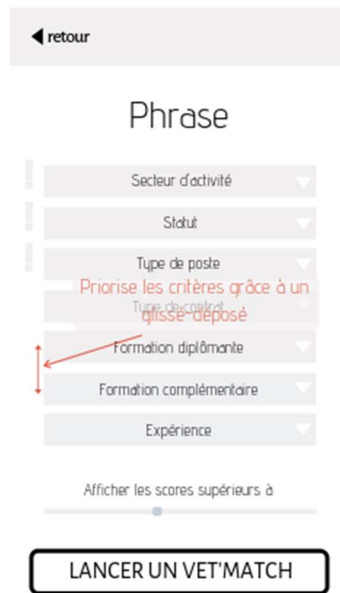 retour
Phrase
Secteur d'activité
Statut
Type de poste
Priorise les critères grâce à un
Type de contrat
glisse-déposé
Formation diplômante
Formation complémentaire
Expérience
Afficher les scores supérieurs à
LANCER UN VET'MATCH